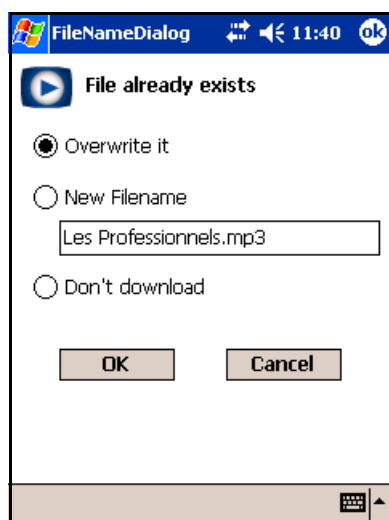 FileNameDialog 11:40 ok
File already exists
Overwrite it
New Filename
Les Professionnels.mp3
Don't download
OK Cancel